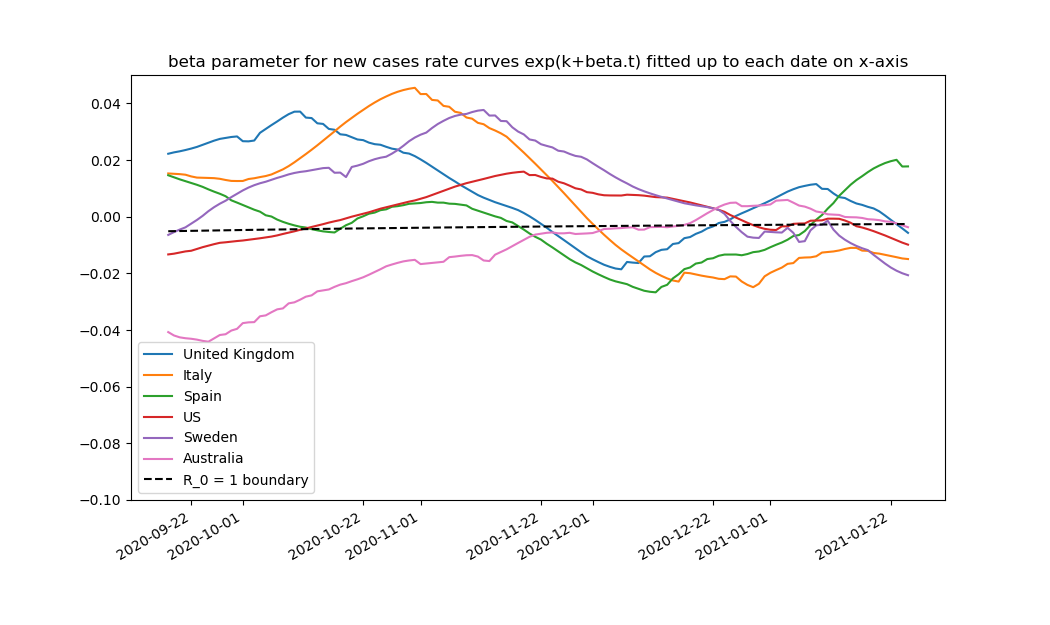 beta parameter for new cases rate curves exp(k+beta.t) fitted up to each date on x-axis
0.04
0.02
0.00
−0.02
−0.04
−0.06
−0.08
−0.10
United Kingdom
Italy
Spain
US
Sweden
Australia
R_0 = 1 boundary
2020-09-22
2020-10-01
2020-10-22
2020-11-01
2020-11-22
2020-12-01
2020-12-22
2021-01-01
2021-01-22